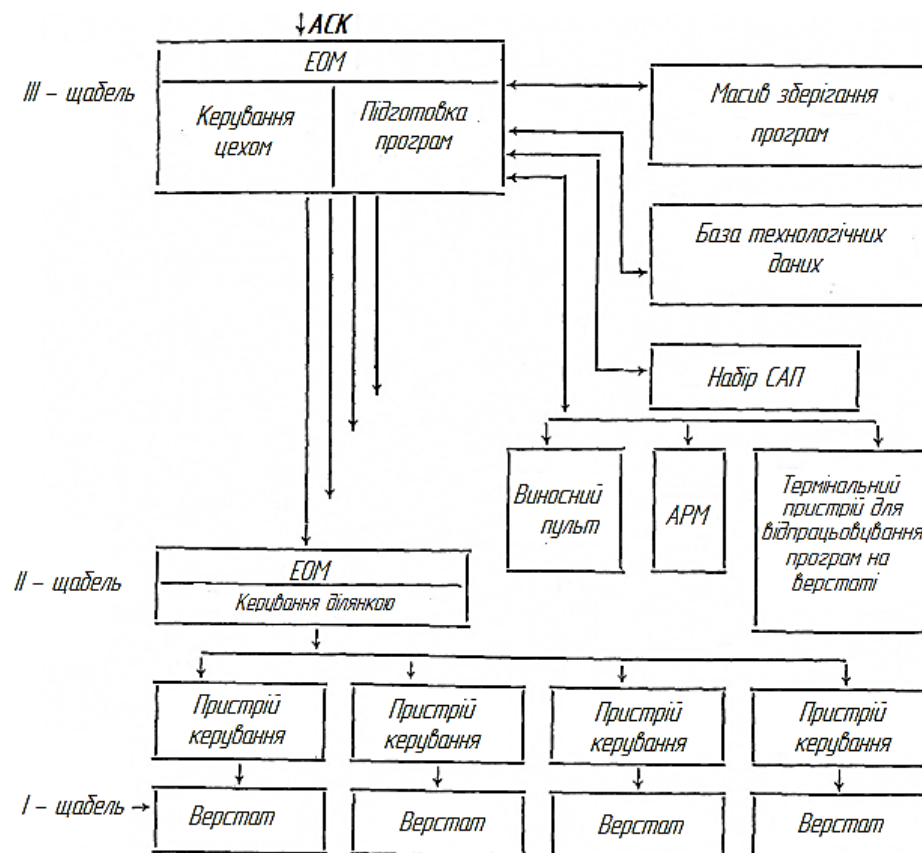 АСК
ЕОМ
III – щабель
Керування
цехом
Підготовка
програм
Масив зберігання
програм
База технологічних
даних
Набір САП
Виносний
пульт
АРМ
Термінальний
пристрій для
відпрацьовування
програм на
верстаті
II – щабель
ЕОМ
Керування ділянкою
Пристрій
керування
Пристрій
керування
Пристрій
керування
Пристрій
керування
I – щабель
Верстат
Верстат
Верстат
Верстат